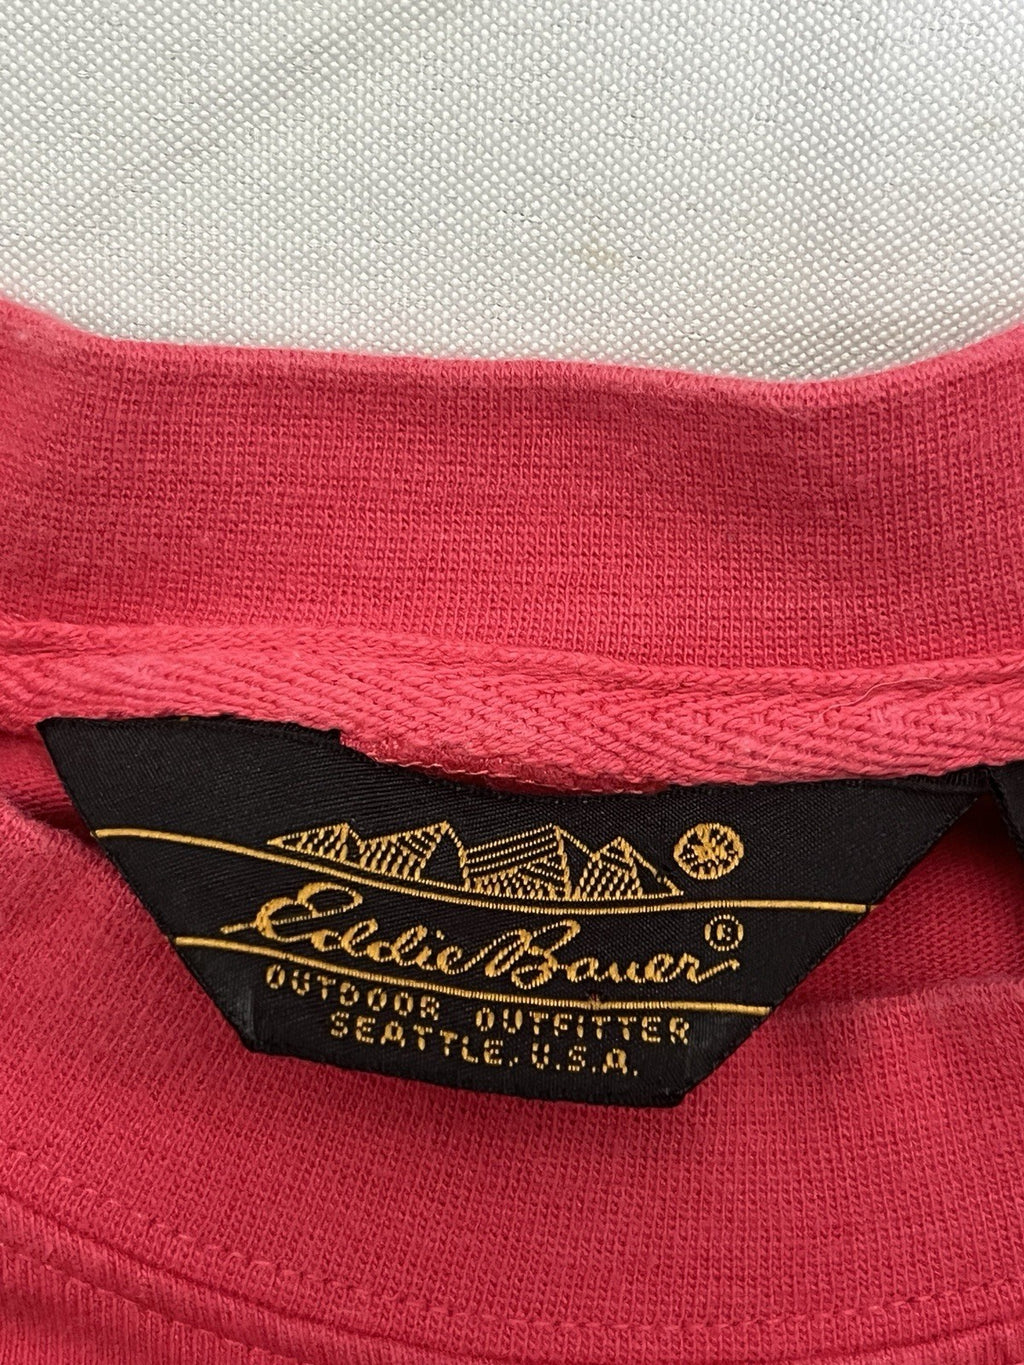 Eddie Bauer ®
OUTDOOR OUTFITTER
SEATTLE, U.S.A.